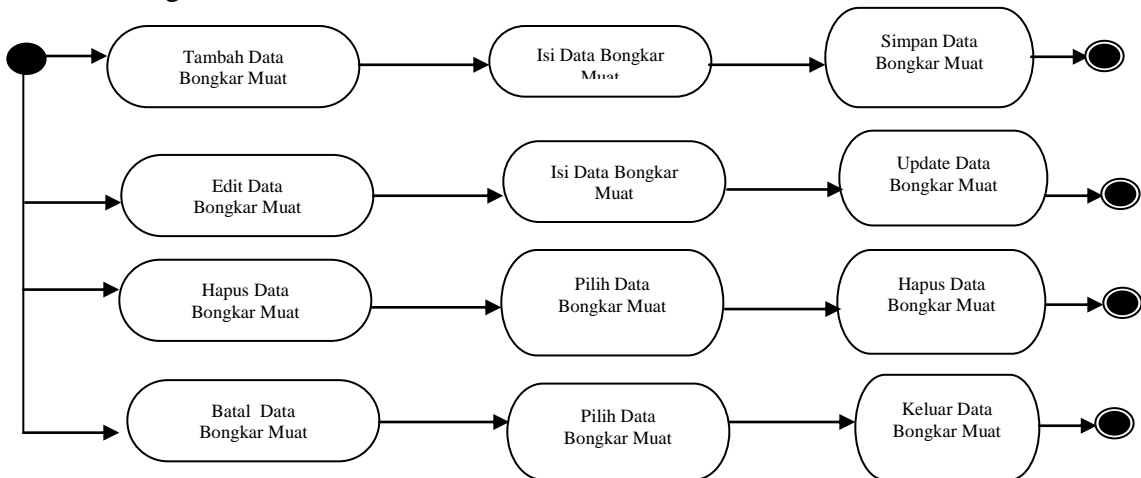 Tambah Data
Bongkar Muat
Isi Data Bongkar
Muat
Simpan Data
Bongkar Muat
Edit Data
Bongkar Muat
Isi Data Bongkar
Muat
Update Data
Bongkar Muat
Hapus Data
Bongkar Muat
Pilih Data
Bongkar Muat
Hapus Data
Bongkar Muat
Batal Data
Bongkar Muat
Pilih Data
Bongkar Muat
Keluar Data
Bongkar Muat